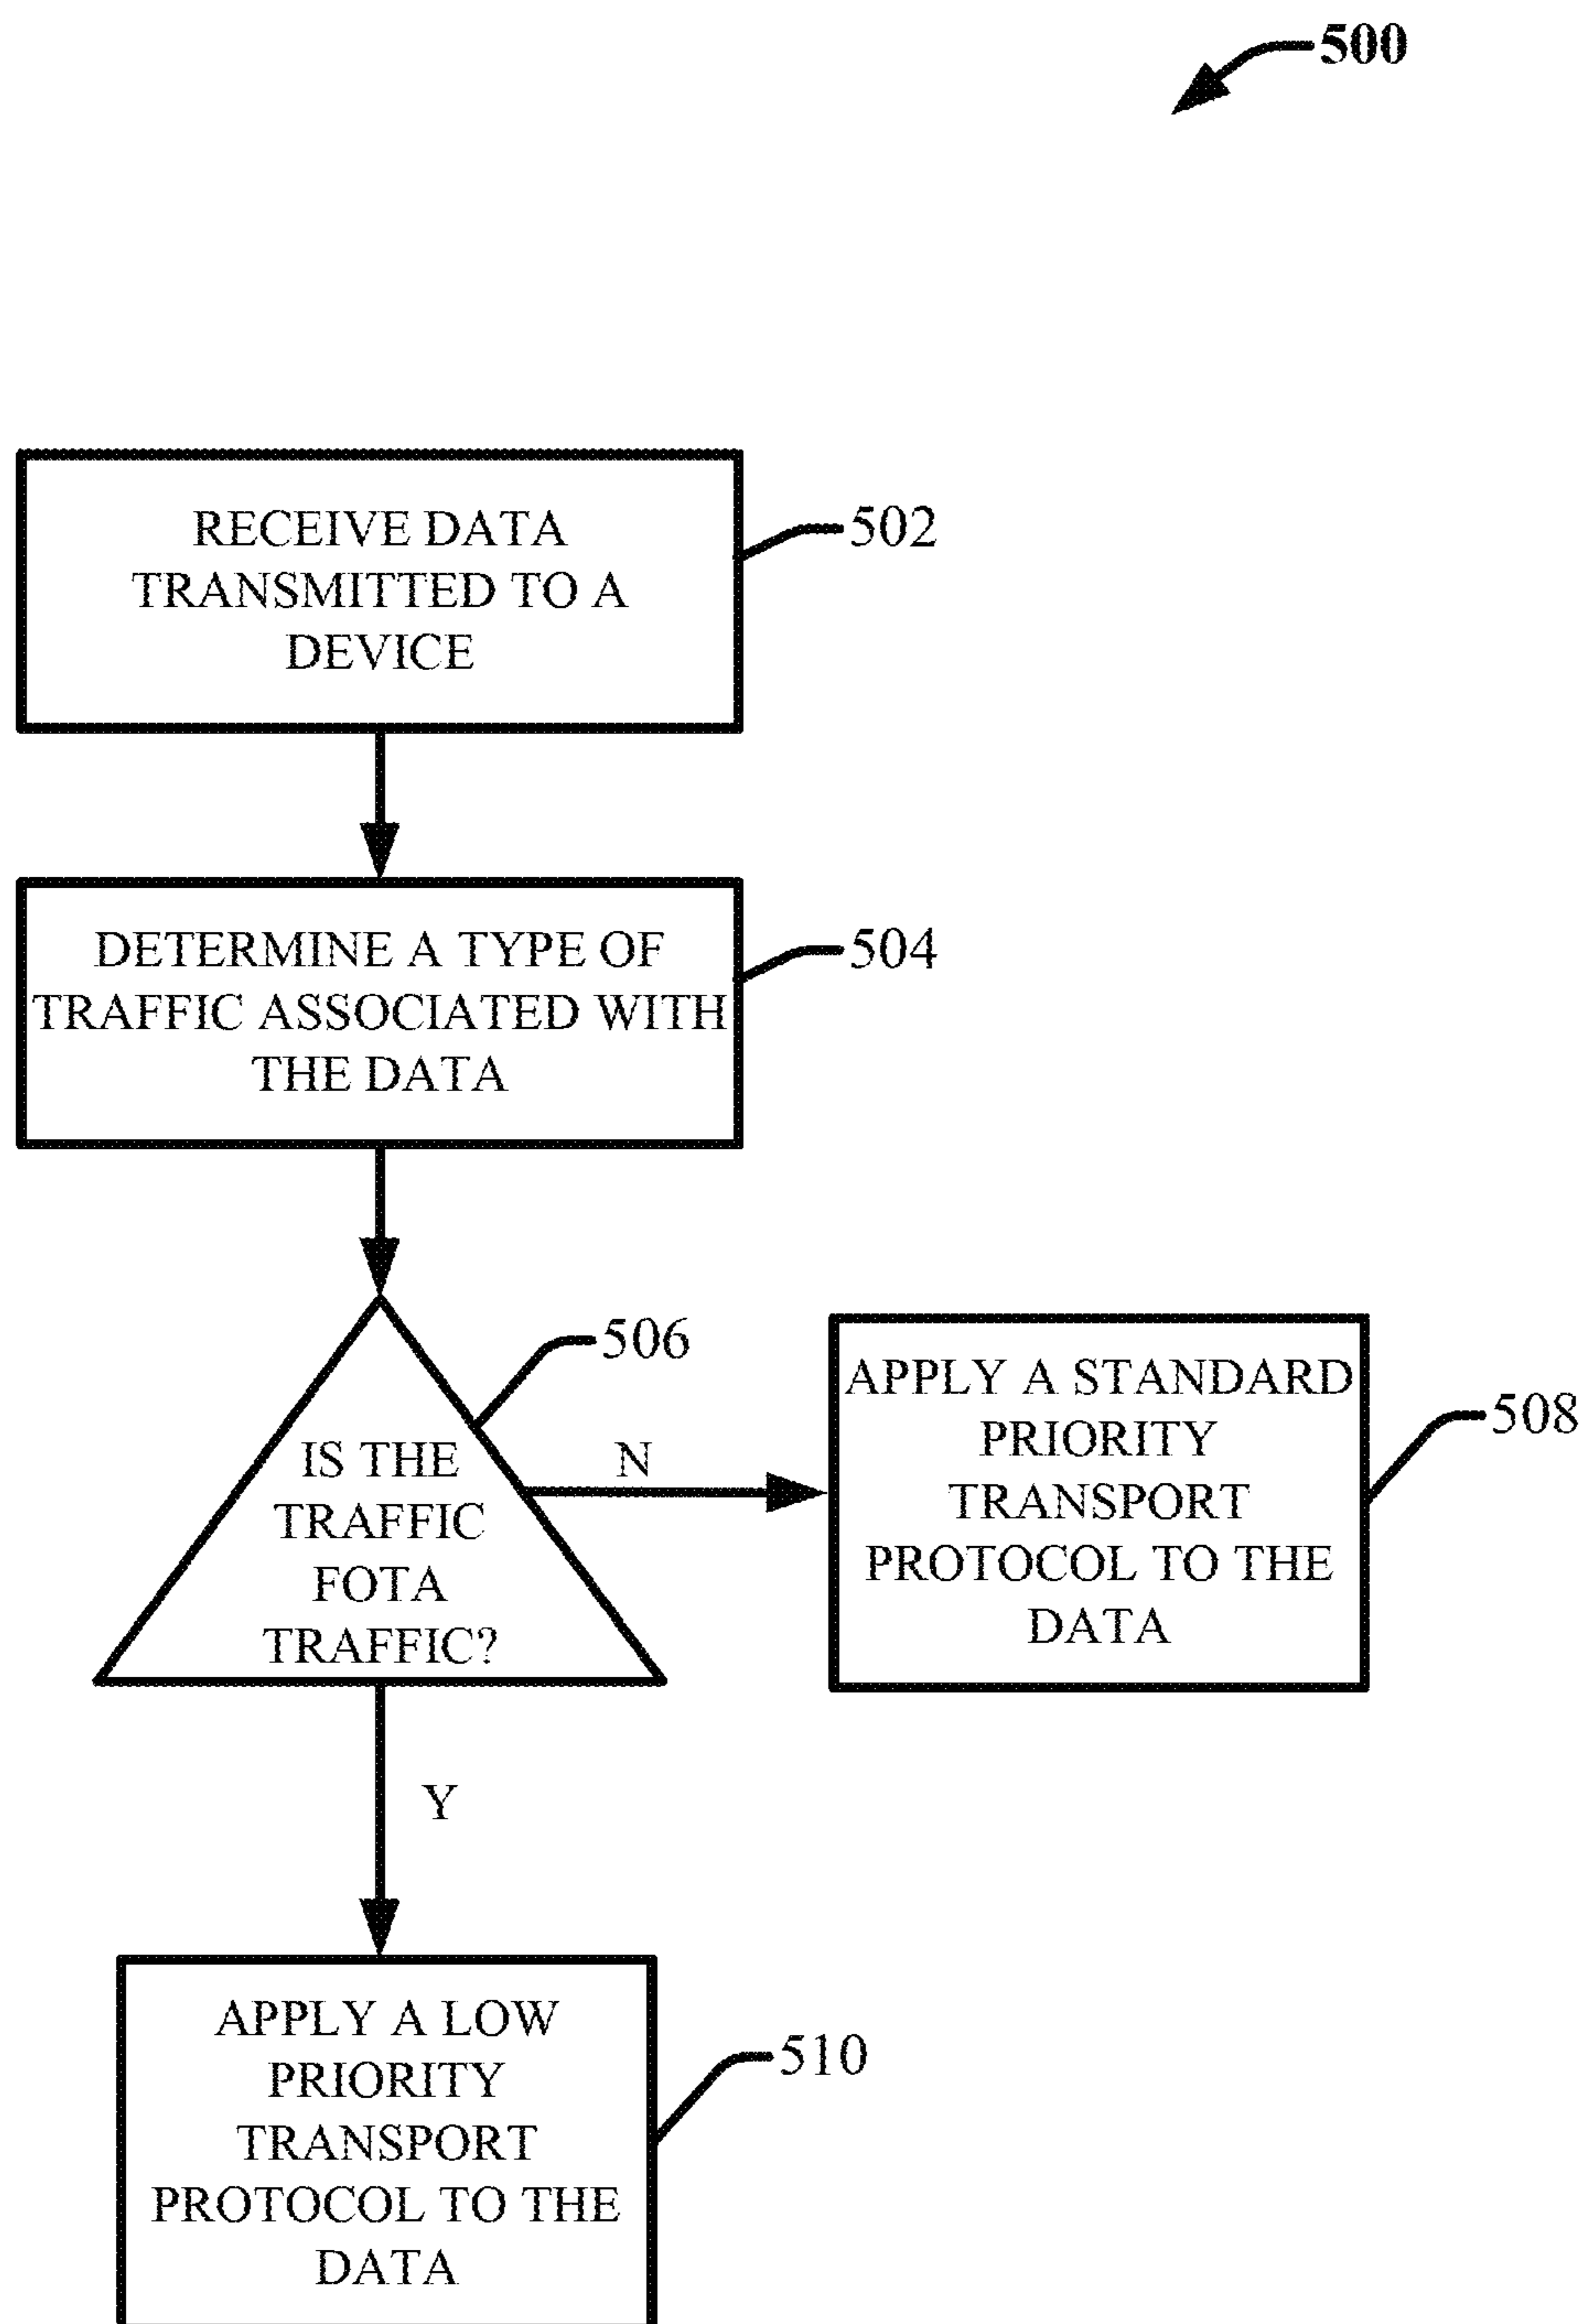 500
RECEIVE DATA
TRANSMITTED TO A
DEVICE
502
DETERMINE A TYPE OF
TRAFFIC ASSOCIATED WITH
THE DATA
504
506
IS THE
TRAFFIC
FOTA
TRAFFIC?
N
APPLY A STANDARD
PRIORITY
TRANSPORT
PROTOCOL TO THE
DATA
508
Y
APPLY A LOW
PRIORITY
TRANSPORT
PROTOCOL TO THE
DATA
510